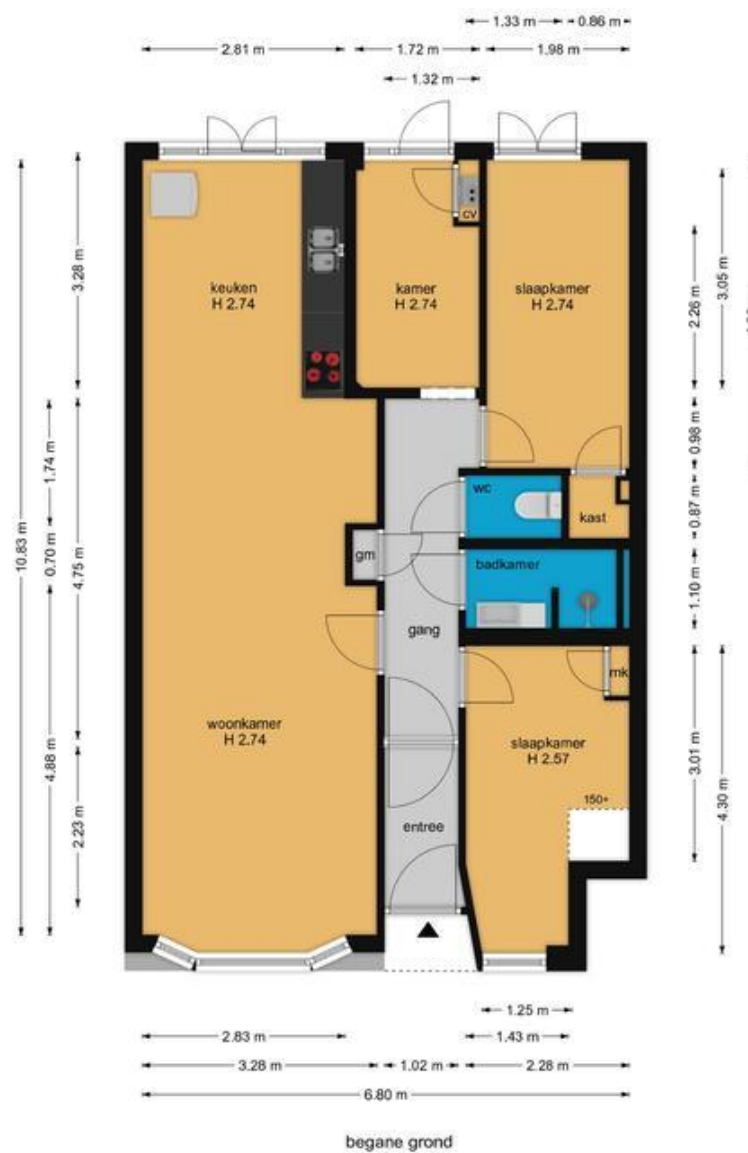 1.33 m 0.86 m
2.81 m 1.72 m 1.98 m
1.32 m
3.28 m
10.83 m
1.74 m
0.70 m
4.75 m
4.88 m
2.23 m
keuken
H 2.74
kamer
H 2.74
cv
slaapkamer
H 2.74
wc
kast
gm
badkamer
gang
woonkamer
H 2.74
slaapkamer
H 2.57
mk
150+
entree
3.05 m
2.26 m
0.98 m
0.87 m
1.10 m
3.01 m
4.30 m
1.25 m
2.83 m 1.43 m
3.28 m 1.02 m 2.28 m
6.80 m
begane grond